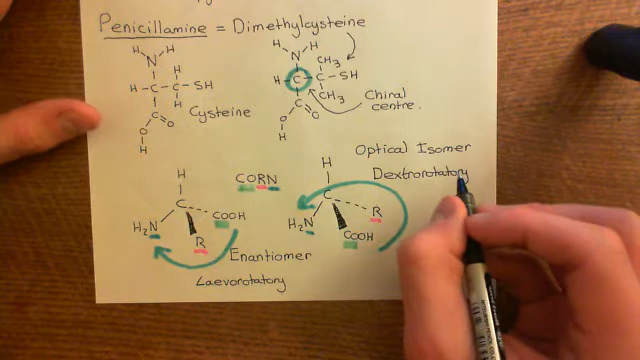 Penicillamine = Dimethylcysteine
H H
N
H
H - C - C - SH
H
C
O O
H
Cysteine
H H
N
CH3
H - C - C - SH
CH3
C
O O
H
Chiral
centre.
Optical Isomer
Dextrorotatory
CORN
H
C
H2N COOH
R
Enantiomer
Laevorotatory
H
C
H2N R
COOH